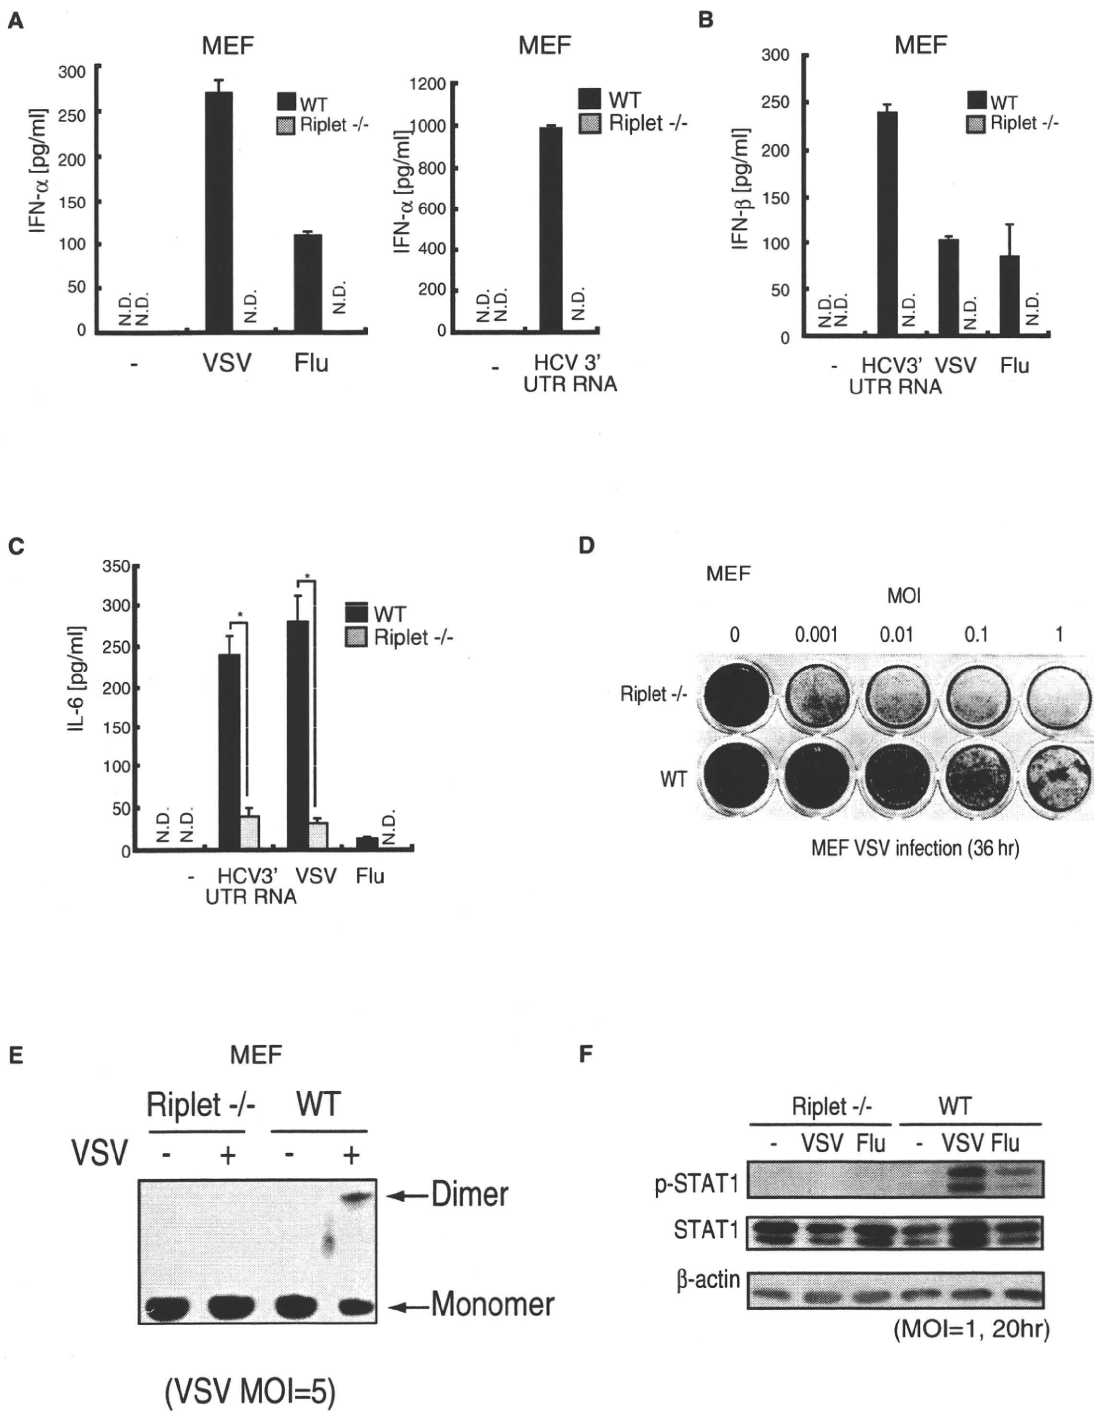 A
MEF
300
250
200
150
100
50
0
IFN-α [pg/ml]
WT
Riplet -/-
N.D.
N.D.
N.D.
N.D.
-
VSV
Flu
MEF
1200
1000
800
600
400
200
0
IFN-α [pg/ml]
WT
Riplet -/-
N.D.
N.D.
N.D.
-
HCV 3'
UTR RNA
B
MEF
300
250
200
150
100
50
0
IFN-β [pg/ml]
WT
Riplet -/-
N.D.
N.D.
N.D.
N.D.
N.D.
- HCV3' VSV Flu
UTR RNA
C
350
300
250
200
150
100
50
0
IL-6 [pg/ml]
*
*
WT
Riplet -/-
N.D.
N.D.
N.D.
- HCV3' VSV Flu
UTR RNA
D
MEF
MOI
0 0.001 0.01 0.1 1
Riplet -/-
WT
MEF VSV infection (36 hr)
E
MEF
Riplet -/- WT
VSV - + - +
Dimer
Monomer
(VSV MOI=5)
F
Riplet -/- WT
- VSV Flu - VSV Flu
p-STAT1
STAT1
β-actin
(MOI=1, 20hr)